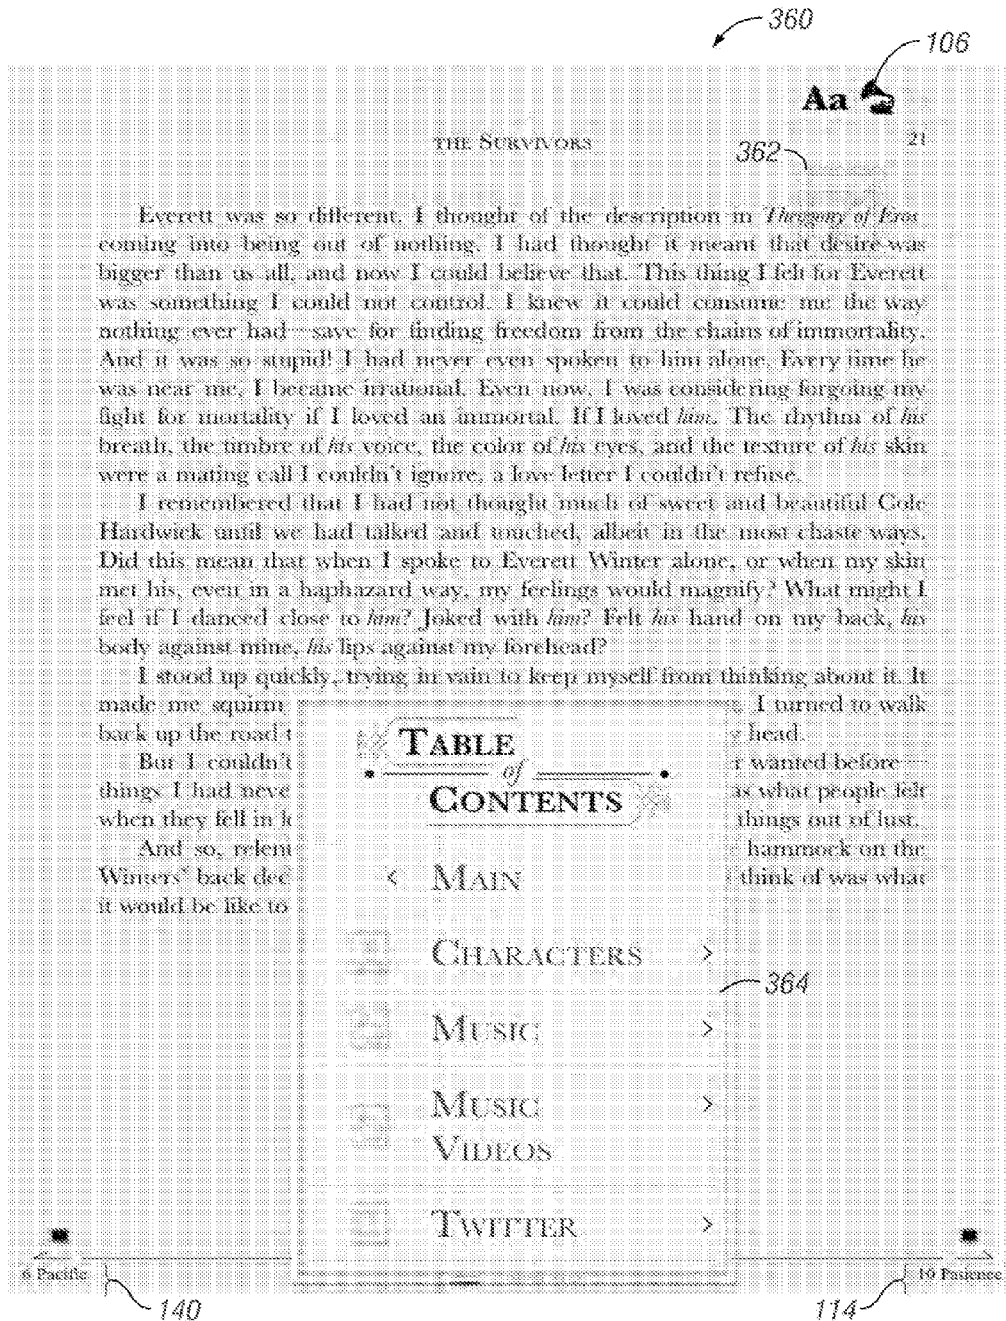 360
106
Aa
THE SURVIVORS 21
362
Everett was so different. I thought of the description in Theogony of Eros
coming into being out of nothing. I had thought it meant that desire was
bigger than us all, and now I could believe that. This thing I felt for Everett
was something I could not control. I knew it could consume me the way
nothing ever had—save for finding freedom from the chains of immortality.
And it was so stupid! I had never even spoken to him alone. Every time he
was near me, I became irrational. Even now, I was considering forgoing my
fight for mortality if I loved an immortal. If I loved him. The rhythm of his
breath, the timbre of his voice, the color of his eyes, and the texture of his skin
were a mating call I couldn't ignore, a love letter I couldn't refuse.
I remembered that I had not thought much of sweet and beautiful Cole
Hardwick until we had talked and touched, albeit in the most chaste ways.
Did this mean that when I spoke to Everett Winter alone, or when my skin
met his, even in a haphazard way, my feelings would magnify? What might I
feel if I danced close to him? Joked with him? Felt his hand on my back, his
body against mine, his lips against my forehead?
I stood up quickly, trying in vain to keep myself from thinking about it. It
made me squirm I turned to walk
back up the road t y head.
But I couldn't r wanted before—
things I had neve as what people felt
when they fell in lo things out of lust.
And so, relent e hammock on the
Winters' back dec think of was what
it would be like to
TABLE
of
CONTENTS
< MAIN
CHARACTERS >
364
MUSIC >
MUSIC >
VIDEOS
TWITTER >
6 Pacific
10 Patience
140
114